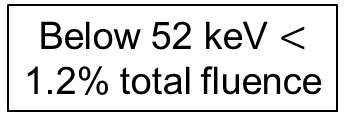 Below 52 keV <
1.2% total fluence